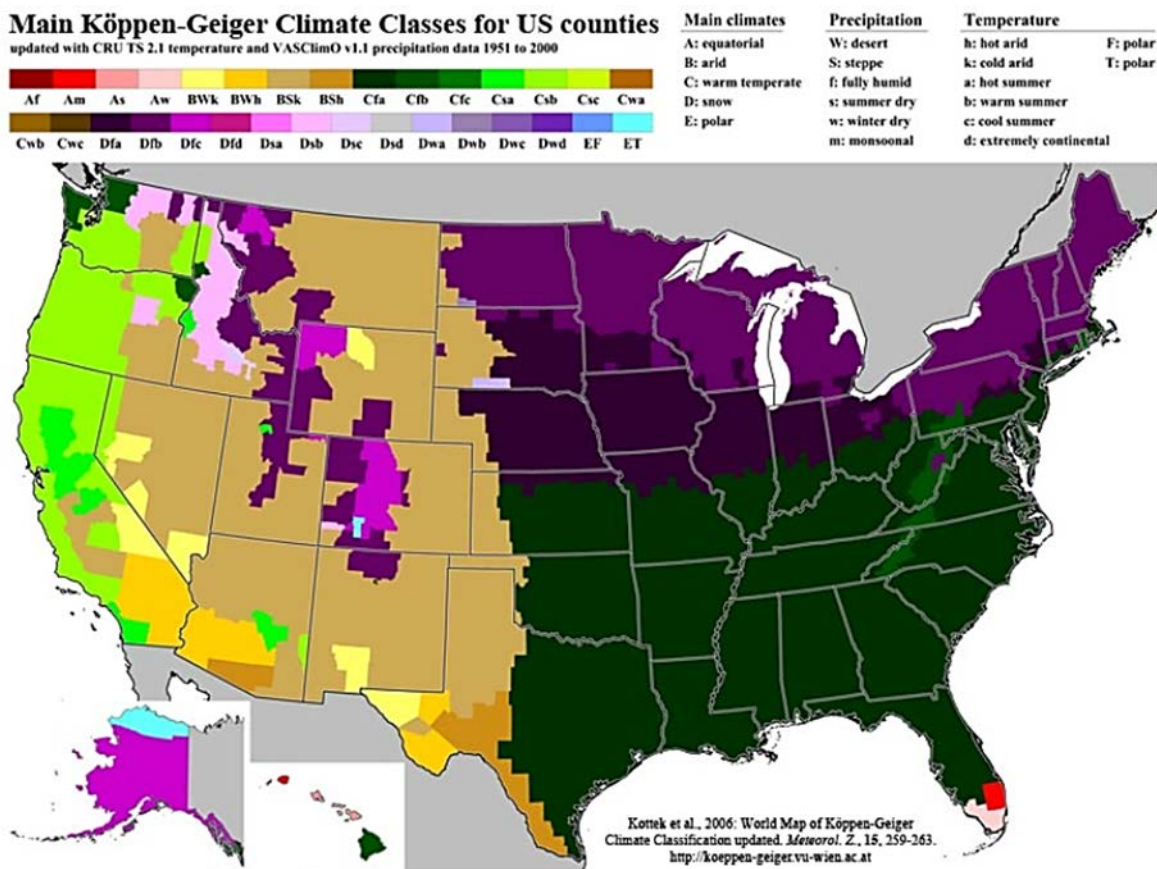 Main Köppen-Geiger Climate Classes for US counties
updated with CRU TS 2.1 temperature and VASClimO v1.1 precipitation data 1951 to 2000
Af Am As Aw BWk BWh BSk BSh Cfa Cfb Cfc Csa Csb Csc Cwa
Cwb Cwc Dfa Dfb Dfc Dfd Dsa Dsb Dsc Dsd Dwa Dwb Dwc Dwd EF ET
Main climates
A: equatorial
B: arid
C: warm temperate
D: snow
E: polar
Precipitation
W: desert
S: steppe
f: fully humid
s: summer dry
w: winter dry
m: monsoonal
Temperature
h: hot arid
k: cold arid
a: hot summer
b: warm summer
c: cool summer
d: extremely continental
F: polar
T: polar
Kottek et al., 2006: World Map of Köppen-Geiger
Climate Classification updated. Meteorol. Z., 15, 259-263.
http://koeppen-geiger.vu-wien.ac.at